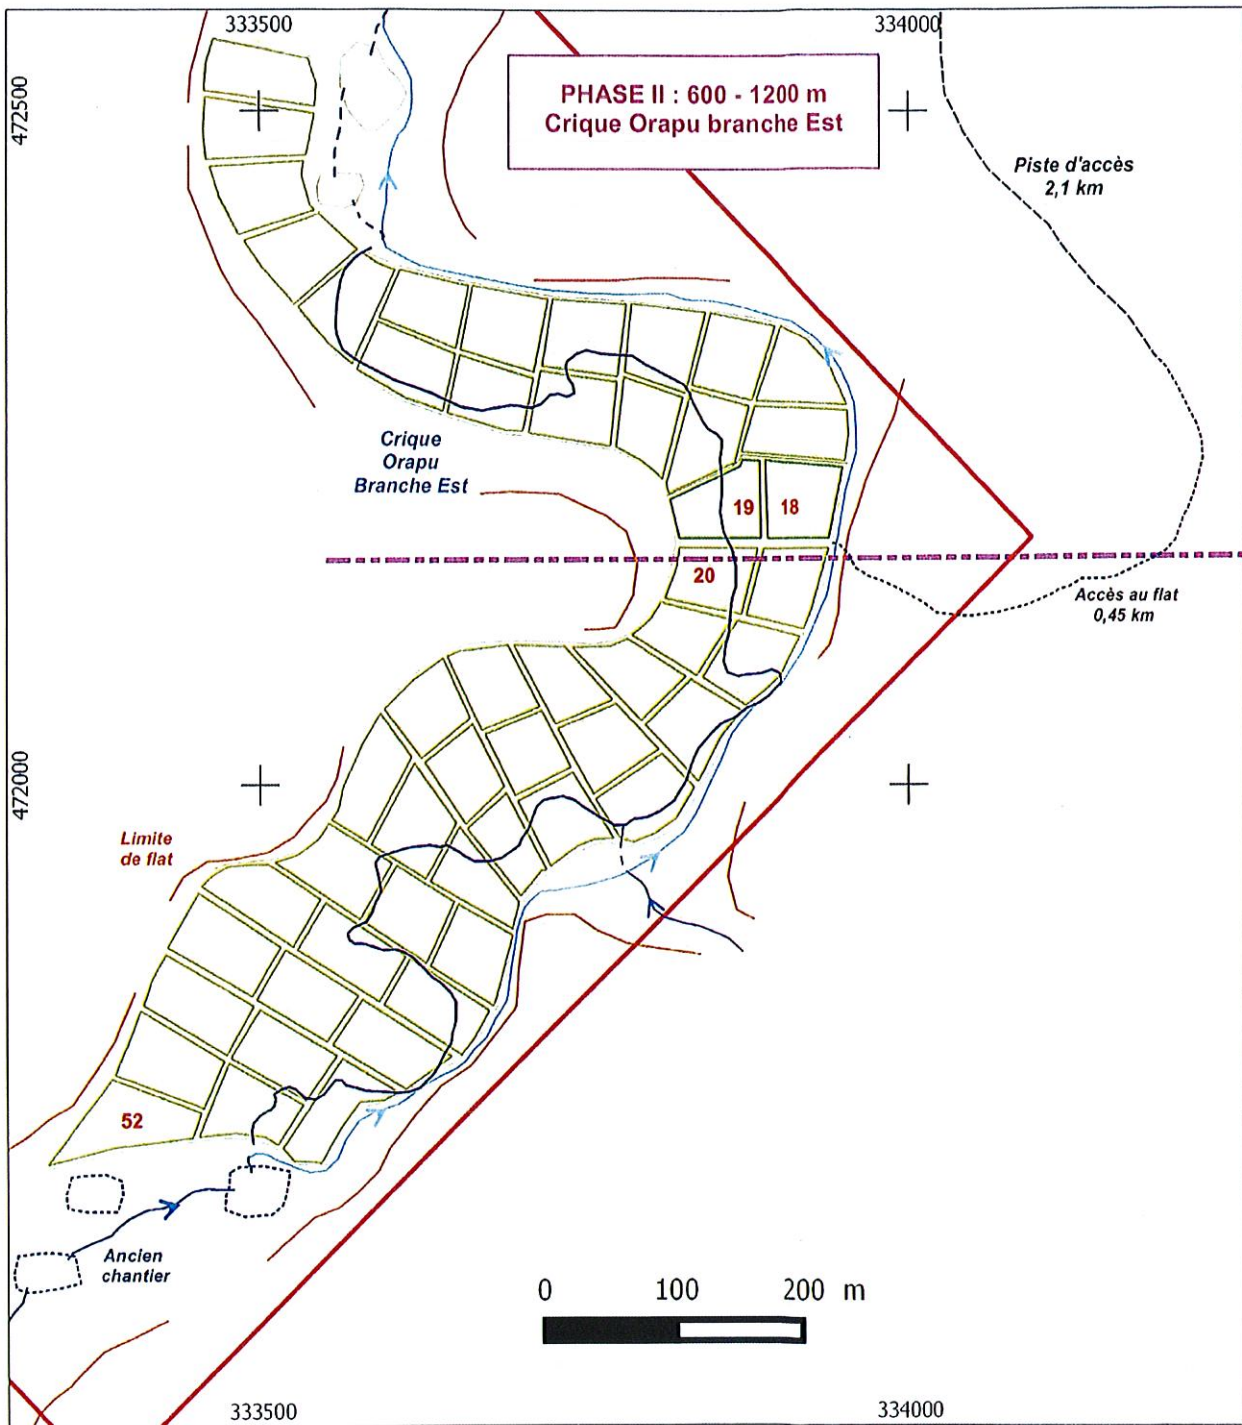 333500
334000
472500
PHASE II : 600 - 1200 m
Crique Orapu branche Est
Piste d'accès
2,1 km
Crique
Orapu
Branche Est
19
18
20
Accès au flat
0,45 km
472000
Limite
de flat
52
Ancien
chantier
0 100 200 m
333500
334000